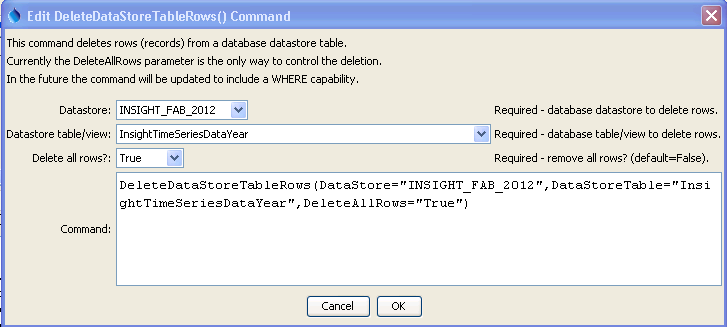 Edit DeleteDataStoreTableRows() Command
This command deletes rows (records) from a database datastore table.
Currently the DeleteAllRows parameter is the only way to control the deletion.
In the future the command will be updated to include a WHERE capability.
Datastore: INSIGHT_FAB_2012 Required - database datastore to delete rows.
Datastore table/view: InsightTimeSeriesDataYear Required - database table/view to delete rows.
Delete all rows?: True Required - remove all rows? (default=False).
DeleteDataStoreTableRows(DataStore="INSIGHT_FAB_2012",DataStoreTable="Ins
ightTimeSeriesDataYear",DeleteAllRows="True")
Command:
Cancel OK